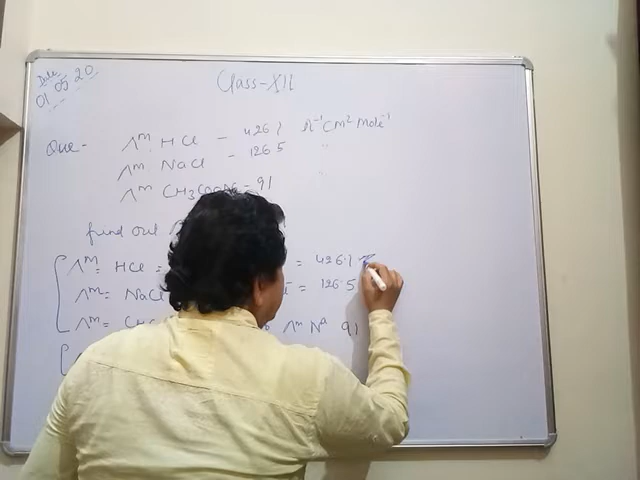 Date
01 05 20
Class-XII
Que- Λm HCl - 426.1 Ω⁻¹ Cm² Mole⁻¹
Λm NaCl - 126.5 "
Λm CH3COONa - 91 "
find out
Λm = HCl = = 426.1
Λm = NaCl = 126.5
Λm = Λm Na 91